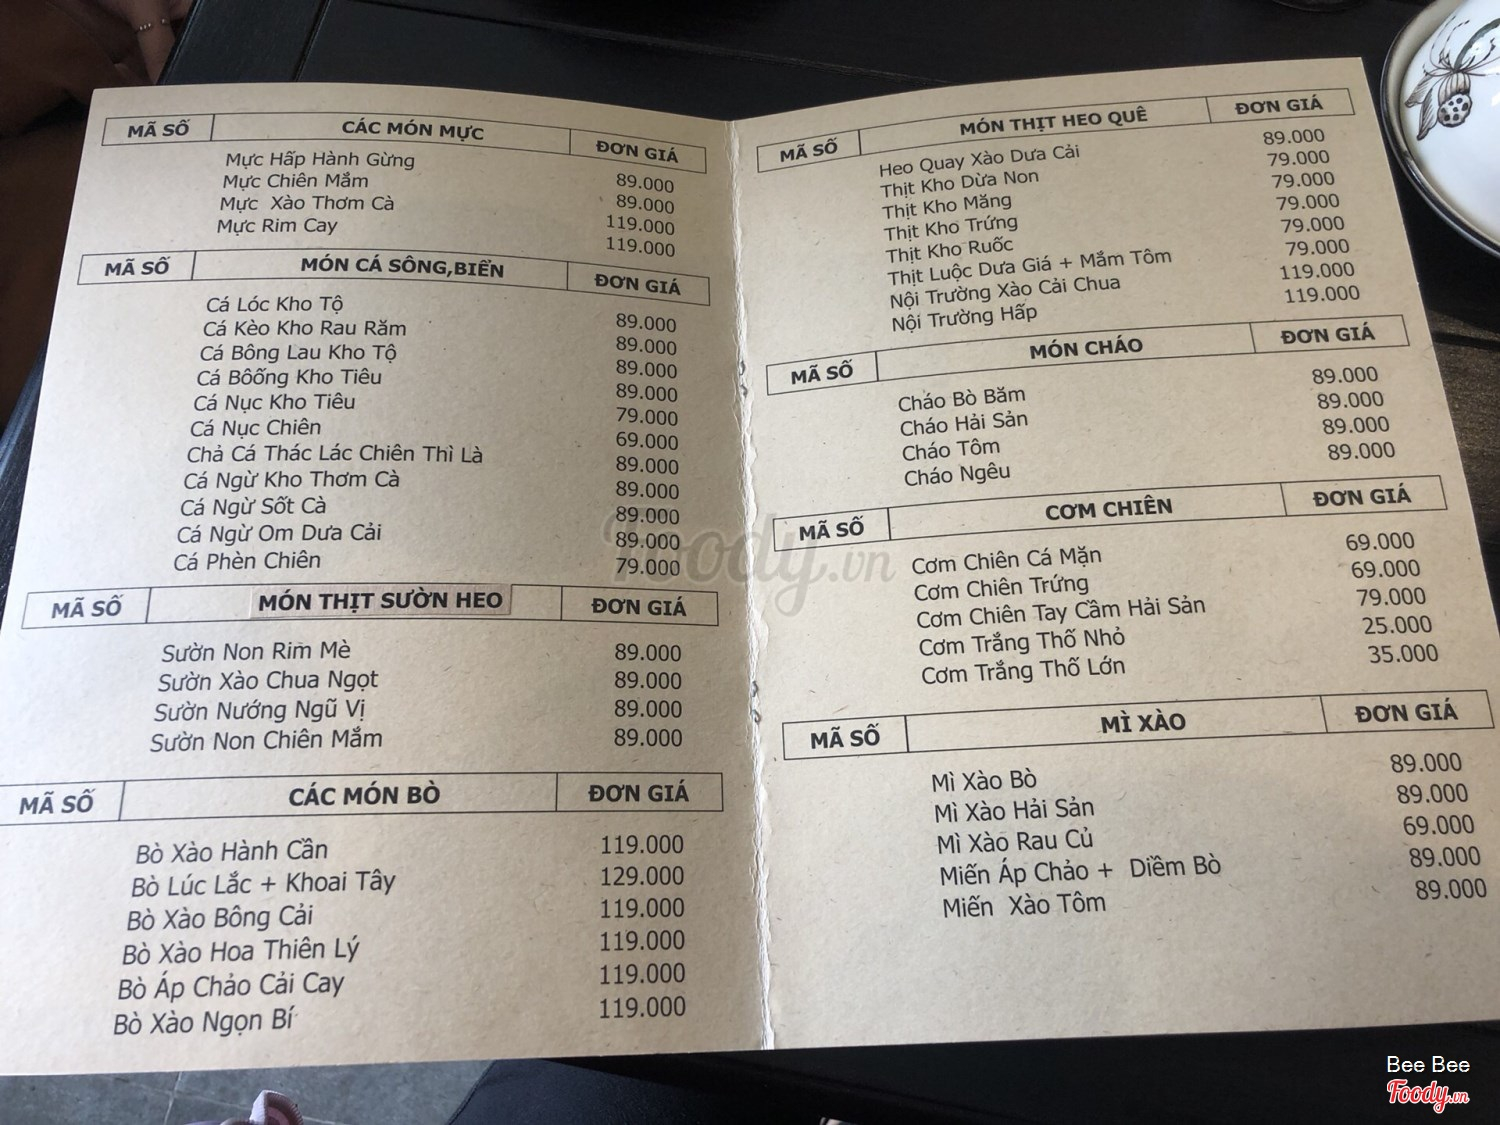 MÃ SỐ CÁC MÓN MỰC ĐƠN GIÁ
Mực Hấp Hành Gừng 89.000
Mực Chiên Mắm 89.000
Mực Xào Thơm Cà 119.000
Mực Rim Cay 119.000
MÃ SỐ MÓN CÁ SÔNG,BIỂN ĐƠN GIÁ
Cá Lóc Kho Tộ 89.000
Cá Kèo Kho Rau Răm 89.000
Cá Bông Lau Kho Tộ 89.000
Cá Bôống Kho Tiêu 89.000
Cá Nục Kho Tiêu 79.000
Cá Nục Chiên 69.000
Chả Cá Thác Lác Chiên Thì Là 89.000
Cá Ngừ Kho Thơm Cà 89.000
Cá Ngừ Sốt Cà 89.000
Cá Ngừ Om Dưa Cải 89.000
Cá Phèn Chiên 79.000
MÃ SỐ MÓN THỊT SƯỜN HEO ĐƠN GIÁ
Sườn Non Rim Mè 89.000
Sườn Xào Chua Ngọt 89.000
Sườn Nướng Ngũ Vị 89.000
Sườn Non Chiên Mắm 89.000
MÃ SỐ CÁC MÓN BÒ ĐƠN GIÁ
Bò Xào Hành Cần 119.000
Bò Lúc Lắc + Khoai Tây 129.000
Bò Xào Bông Cải 119.000
Bò Xào Hoa Thiên Lý 119.000
Bò Áp Chảo Cải Cay 119.000
Bò Xào Ngọn Bí 119.000
MÃ SỐ MÓN THỊT HEO QUÊ ĐƠN GIÁ
Heo Quay Xào Dưa Cải 89.000
Thịt Kho Dừa Non 79.000
Thịt Kho Măng 79.000
Thịt Kho Trứng 79.000
Thịt Kho Ruốc 79.000
Thịt Luộc Dưa Giá + Mắm Tôm 79.000
Nội Trường Xào Cải Chua 119.000
Nội Trường Hấp 119.000
MÃ SỐ MÓN CHÁO ĐƠN GIÁ
Cháo Bò Băm 89.000
Cháo Hải Sản 89.000
Cháo Tôm 89.000
Cháo Ngêu 89.000
MÃ SỐ CƠM CHIÊN ĐƠN GIÁ
Cơm Chiên Cá Mặn 69.000
Cơm Chiên Trứng 69.000
Cơm Chiên Tay Cầm Hải Sản 79.000
Cơm Trắng Thố Nhỏ 25.000
Cơm Trắng Thố Lớn 35.000
MÃ SỐ MÌ XÀO ĐƠN GIÁ
Mì Xào Bò 89.000
Mì Xào Hải Sản 89.000
Mì Xào Rau Củ 69.000
Miến Áp Chảo + Diềm Bò 89.000
Miến Xào Tôm 89.000
Foody.vn
Bee Bee
Foody.vn